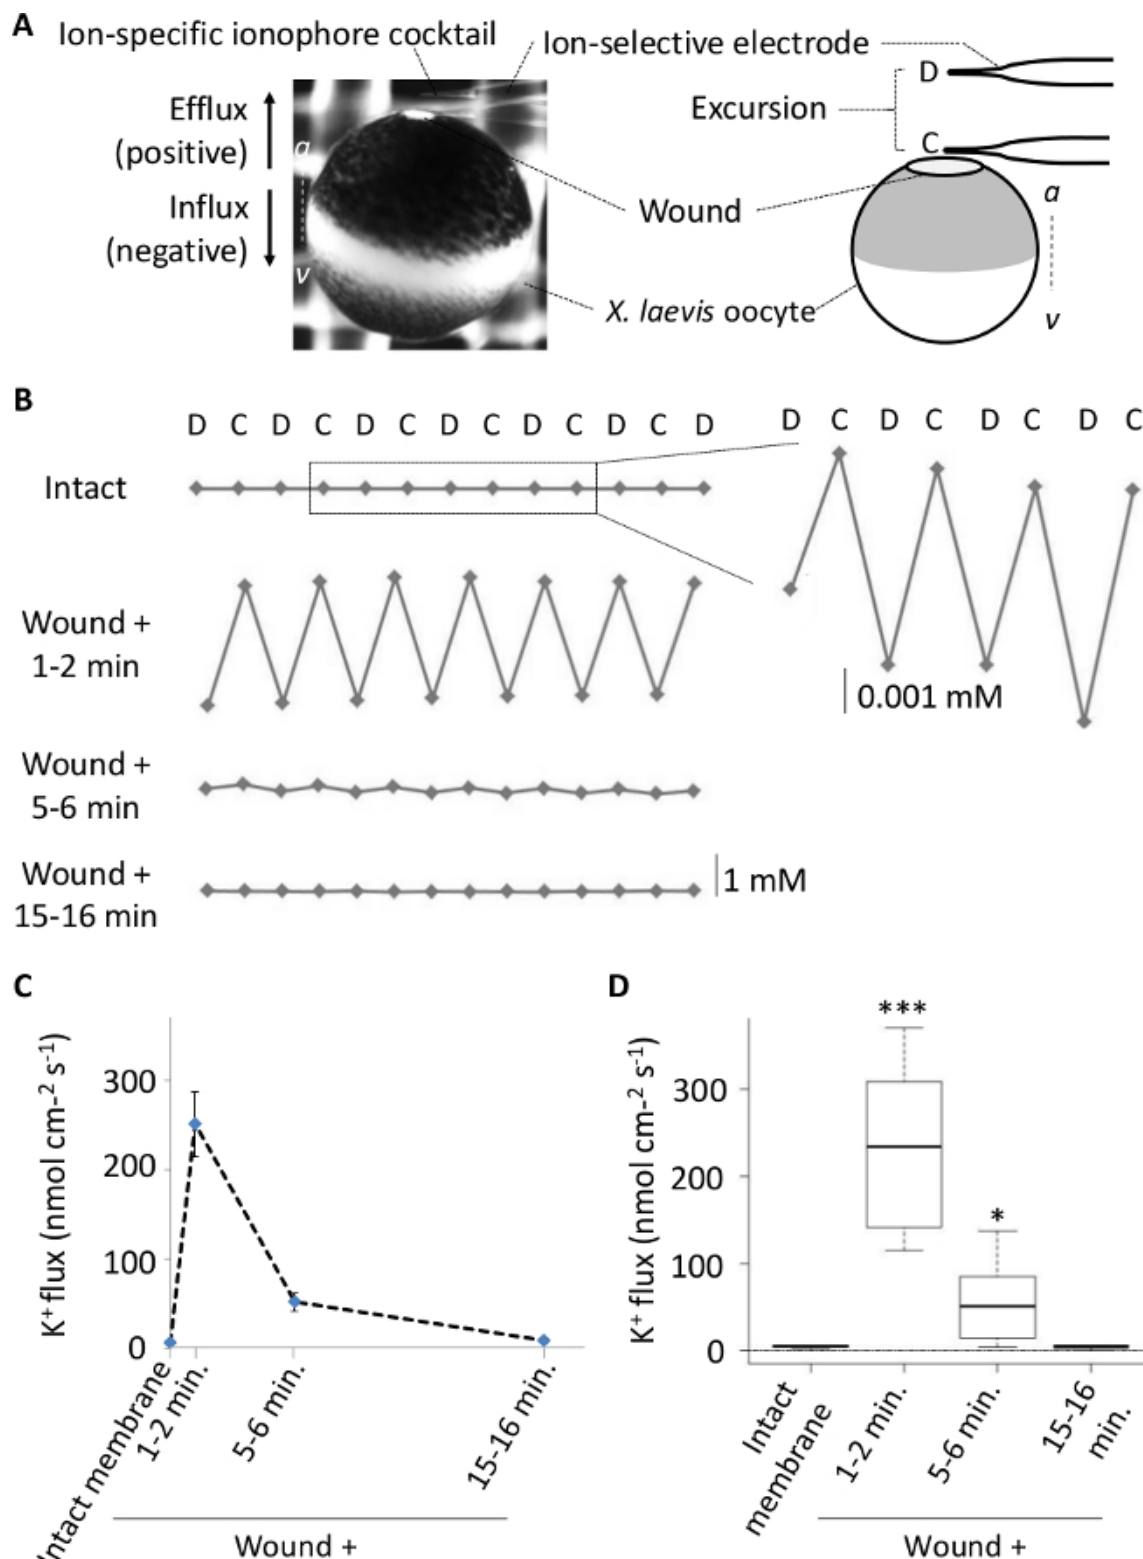 A
Ion-specific ionophore cocktail
Ion-selective electrode
Efflux
(positive)
Influx
(negative)
a
v
D
Excursion
C
Wound
a
X. laevis oocyte
v
B
D C D C D C D C D C D C D
D C D C D C D C
Intact
Wound +
1-2 min
0.001 mM
Wound +
5-6 min
Wound +
15-16 min
1 mM
C
K+ flux (nmol cm-2 s-1)
300
200
100
0
Intact membrane
1-2 min.
5-6 min.
15-16 min.
Wound +
D
K+ flux (nmol cm-2 s-1)
300
200
100
0
***
*
Intact
membrane
1-2 min.
5-6 min.
15-16
min.
Wound +